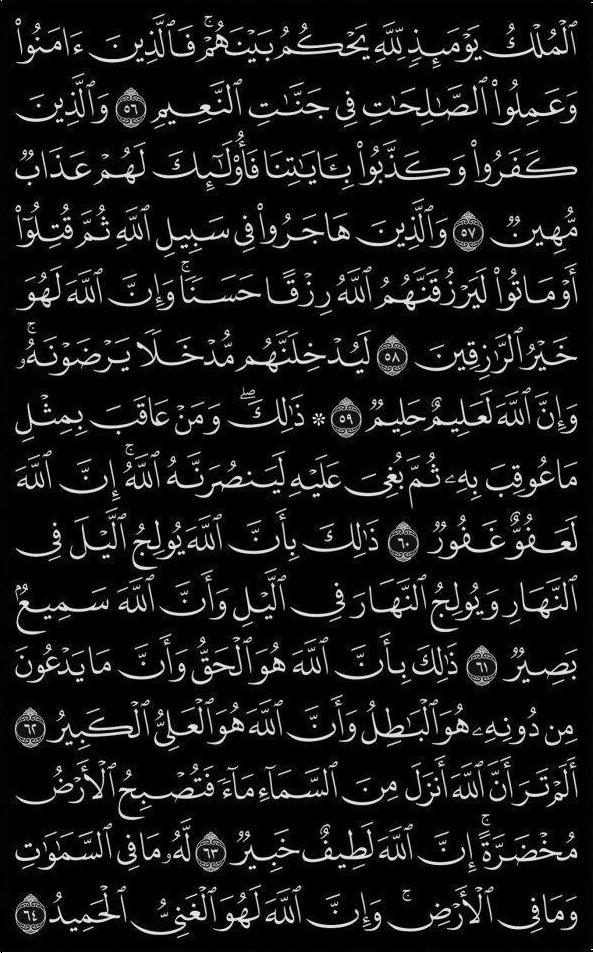 ٱلْمُلْكُ يَوْمَئِذٍ لِّلَّهِ يَحْكُمُ بَيْنَهُمْ ۚ فَٱلَّذِينَ ءَامَنُوا۟
وَعَمِلُوا۟ ٱلصَّـٰلِحَـٰتِ فِى جَنَّـٰتِ ٱلنَّعِيمِ ٥٦ وَٱلَّذِينَ
كَفَرُوا۟ وَكَذَّبُوا۟ بِـَٔايَـٰتِنَا فَأُو۟لَـٰٓئِكَ لَهُمْ عَذَابٌ
مُّهِينٌ ٥٧ وَٱلَّذِينَ هَاجَرُوا۟ فِى سَبِيلِ ٱللَّهِ ثُمَّ قُتِلُوٓا۟
أَوْ مَاتُوا۟ لَيَرْزُقَنَّهُمُ ٱللَّهُ رِزْقًا حَسَنًا ۚ وَإِنَّ ٱللَّهَ لَهُوَ
خَيْرُ ٱلرَّٰزِقِينَ ٥٨ لَيُدْخِلَنَّهُم مُّدْخَلًا يَرْضَوْنَهُۥ ۗ
وَإِنَّ ٱللَّهَ لَعَلِيمٌ حَلِيمٌ ٥٩ * ذَٰلِكَ ۖ وَمَنْ عَاقَبَ بِمِثْلِ
مَا عُوقِبَ بِهِۦ ثُمَّ بُغِىَ عَلَيْهِ لَيَنصُرَنَّهُ ٱللَّهُ ۗ إِنَّ ٱللَّهَ
لَعَفُوٌّ غَفُورٌ ٦٠ ذَٰلِكَ بِأَنَّ ٱللَّهَ يُولِجُ ٱلَّيْلَ فِى
ٱلنَّهَارِ وَيُولِجُ ٱلنَّهَارَ فِى ٱلَّيْلِ وَأَنَّ ٱللَّهَ سَمِيعٌۢ
بَصِيرٌ ٦١ ذَٰلِكَ بِأَنَّ ٱللَّهَ هُوَ ٱلْحَقُّ وَأَنَّ مَا يَدْعُونَ
مِن دُونِهِۦ هُوَ ٱلْبَـٰطِلُ وَأَنَّ ٱللَّهَ هُوَ ٱلْعَلِىُّ ٱلْكَبِيرُ ٦٢
أَلَمْ تَرَ أَنَّ ٱللَّهَ أَنزَلَ مِنَ ٱلسَّمَآءِ مَآءً فَتُصْبِحُ ٱلْأَرْضُ
مُخْضَرَّةً ۗ إِنَّ ٱللَّهَ لَطِيفٌ خَبِيرٌ ٦٣ لَّهُۥ مَا فِى ٱلسَّمَـٰوَٰتِ
وَمَا فِى ٱلْأَرْضِ ۗ وَإِنَّ ٱللَّهَ لَهُوَ ٱلْغَنِىُّ ٱلْحَمِيدُ ٦٤